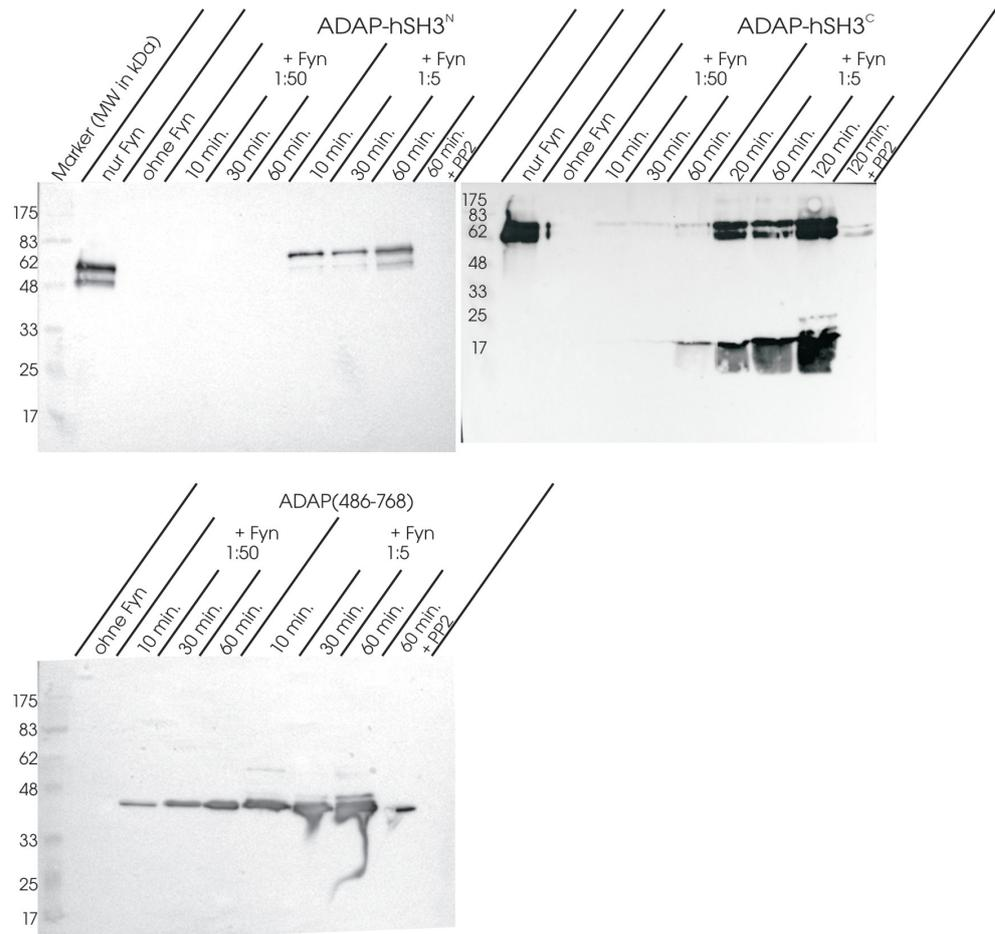 ADAP-hSH3N
+ Fyn
1:50
+ Fyn
1:5
Marker (MW in kDa)
nur Fyn
ohne Fyn
10 min.
30 min.
60 min.
10 min.
30 min.
60 min.
60 min.
+ PP2
175
83
62
48
33
25
17
ADAP-hSH3C
+ Fyn
1:50
+ Fyn
1:5
nur Fyn
ohne Fyn
10 min.
30 min.
60 min.
20 min.
60 min.
120 min.
120 min.
+ PP2
175
83
62
48
33
25
17
ADAP(486-768)
+ Fyn
1:50
+ Fyn
1:5
ohne Fyn
10 min.
30 min.
60 min.
10 min.
30 min.
60 min.
60 min.
+ PP2
175
83
62
48
33
25
17